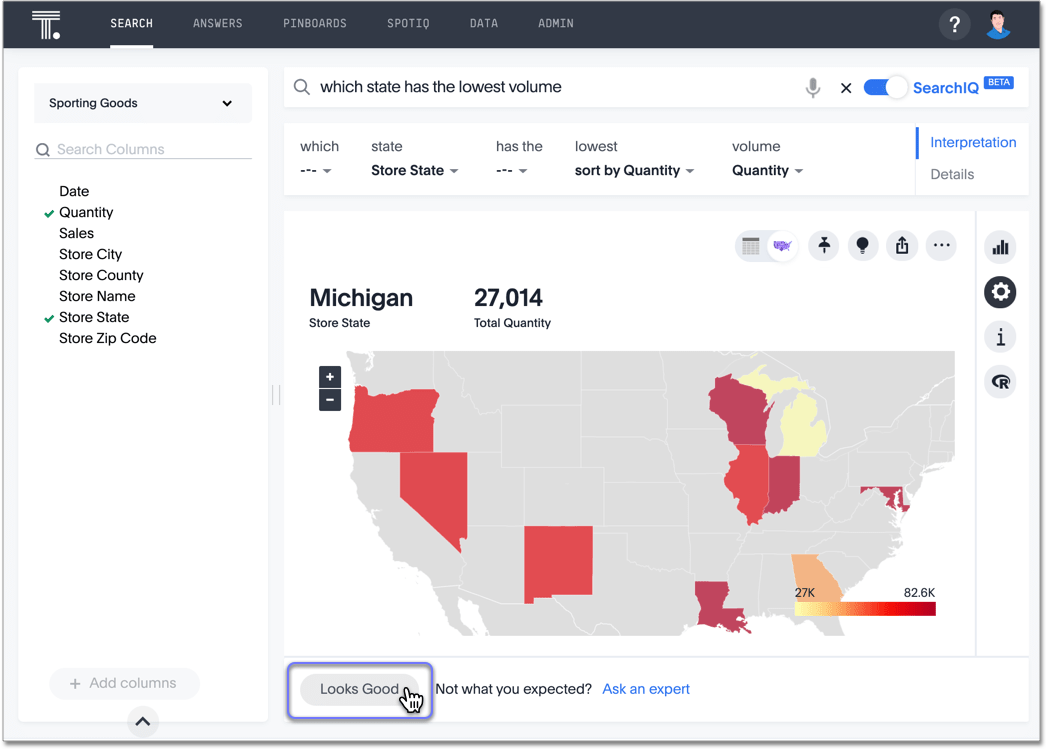 T.
SEARCH ANSWERS PINBOARDS SPOTIQ DATA ADMIN ?
Sporting Goods
Search Columns
Date
Quantity
Sales
Store City
Store County
Store Name
Store State
Store Zip Code
+ Add columns
which state has the lowest volume
SearchIQ BETA
which state has the lowest volume
--- Store State --- sort by Quantity Quantity
Interpretation
Details
Michigan 27,014
Store State Total Quantity
+
−
27K 82.6K
i
R
Looks Good Not what you expected? Ask an expert